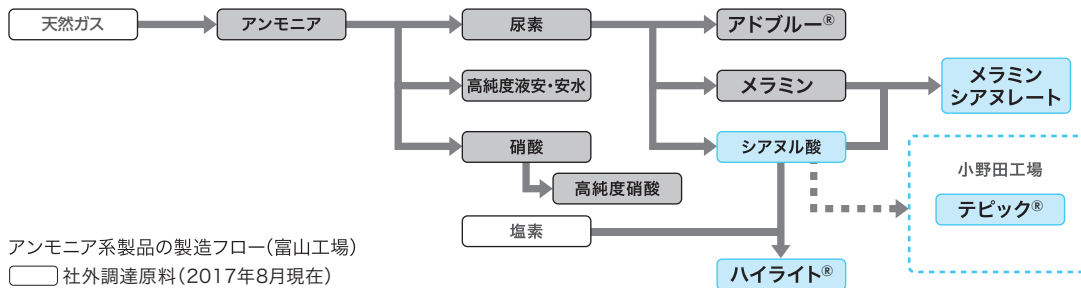 天然ガス
アンモニア
尿素
アドブルー®
高純度液安・安水
メラミン
メラミン
シアヌレート
硝酸
シアヌル酸
高純度硝酸
小野田工場
テピック®
塩素
ハイライト®
アンモニア系製品の製造フロー(富山工場)
社外調達原料(2017年8月現在)